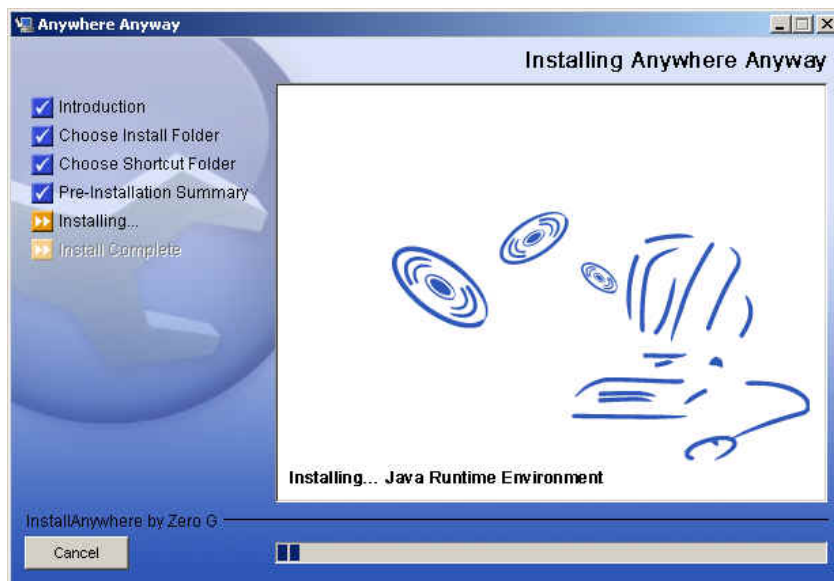 Anywhere Anyway
Installing Anywhere Anyway
Introduction
Choose Install Folder
Choose Shortcut Folder
Pre-Installation Summary
Installing...
Install Complete
Installing... Java Runtime Environment
InstallAnywhere by Zero G
Cancel